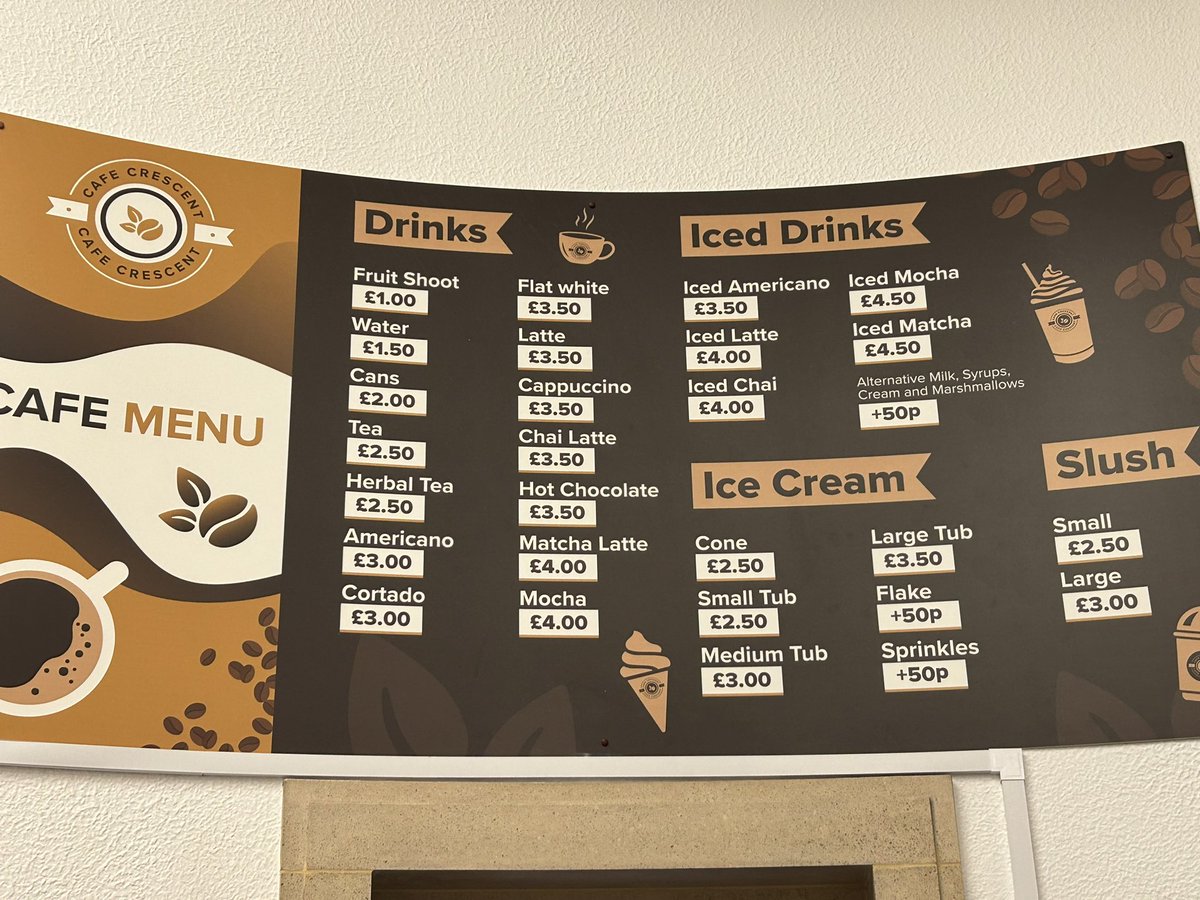 CAFE CRESCENT
CAFE CRESCENT
CAFE MENU
Drinks
Fruit Shoot
£1.00
Water
£1.50
Cans
£2.00
Tea
£2.50
Herbal Tea
£2.50
Americano
£3.00
Cortado
£3.00
Flat white
£3.50
Latte
£3.50
Cappuccino
£3.50
Chai Latte
£3.50
Hot Chocolate
£3.50
Matcha Latte
£4.00
Mocha
£4.00
Iced Drinks
Iced Americano
£3.50
Iced Latte
£4.00
Iced Chai
£4.00
Iced Mocha
£4.50
Iced Matcha
£4.50
Alternative Milk, Syrups,
Cream and Marshmallows
+50p
Ice Cream
Cone
£2.50
Small Tub
£2.50
Medium Tub
£3.00
Large Tub
£3.50
Flake
+50p
Sprinkles
+50p
Slush
Small
£2.50
Large
£3.00